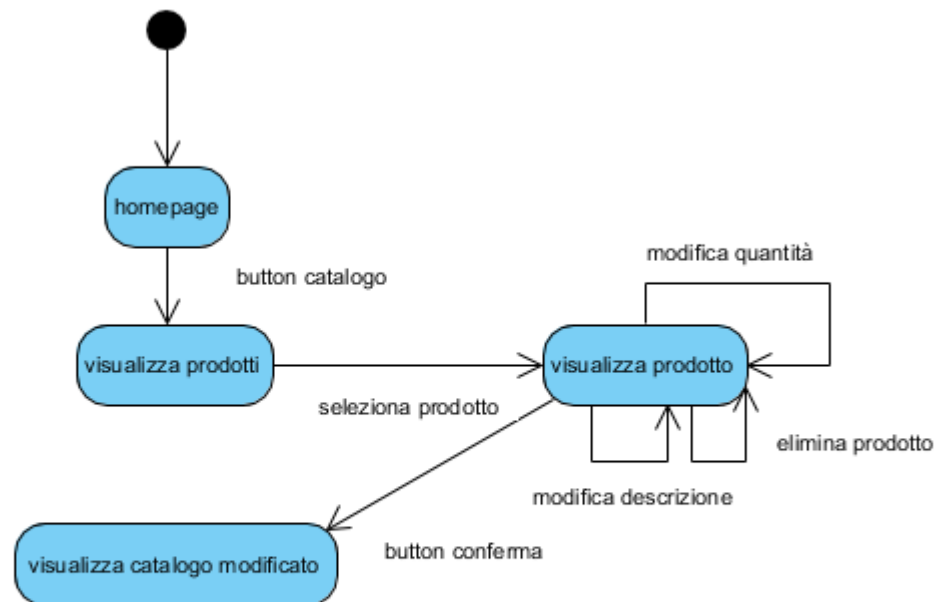 homepage
button catalogo
modifica quantità
visualizza prodotti
visualizza prodotto
seleziona prodotto
elimina prodotto
modifica descrizione
button conferma
visualizza catalogo modificato